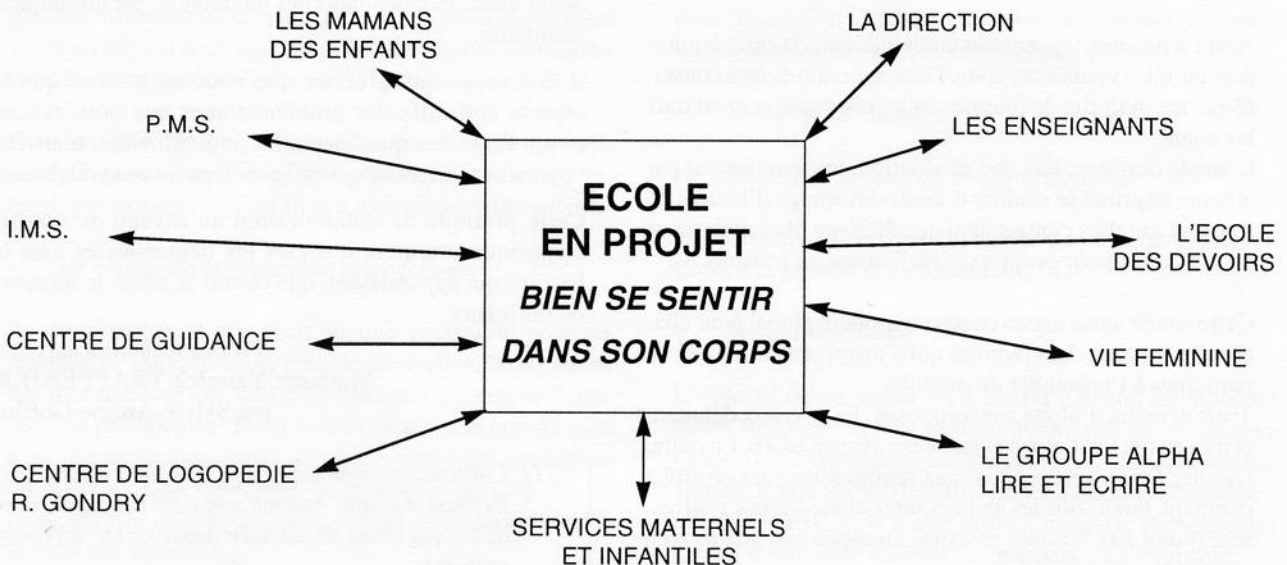 LES MAMANS
DES ENFANTS
LA DIRECTION
P.M.S.
LES ENSEIGNANTS
ECOLE
EN PROJET
BIEN SE SENTIR
DANS SON CORPS
I.M.S.
L'ECOLE
DES DEVOIRS
CENTRE DE GUIDANCE
VIE FEMININE
CENTRE DE LOGOPEDIE
R. GONDRY
LE GROUPE ALPHA
LIRE ET ECRIRE
SERVICES MATERNELS
ET INFANTILES